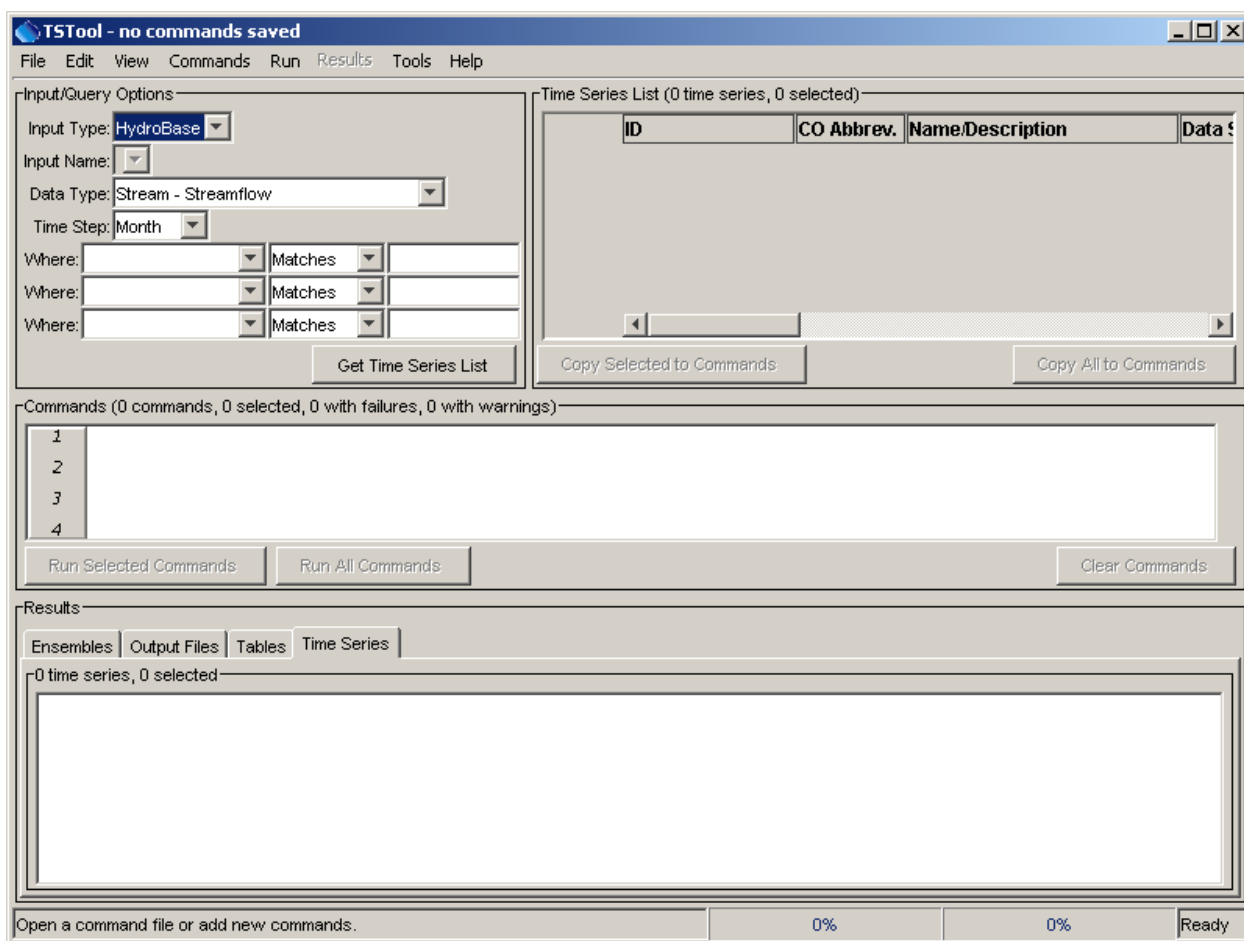 TSTool - no commands saved
File Edit View Commands Run Results Tools Help
Input/Query Options
Input Type: HydroBase
Input Name:
Data Type: Stream - Streamflow
Time Step: Month
Where: Matches
Where: Matches
Where: Matches
Get Time Series List
Time Series List (0 time series, 0 selected)
ID CO Abbrev. Name/Description Data S
Copy Selected to Commands Copy All to Commands
Commands (0 commands, 0 selected, 0 with failures, 0 with warnings)
1
2
3
4
Run Selected Commands Run All Commands Clear Commands
Results
Ensembles Output Files Tables Time Series
0 time series, 0 selected
Open a command file or add new commands. 0% 0% Ready